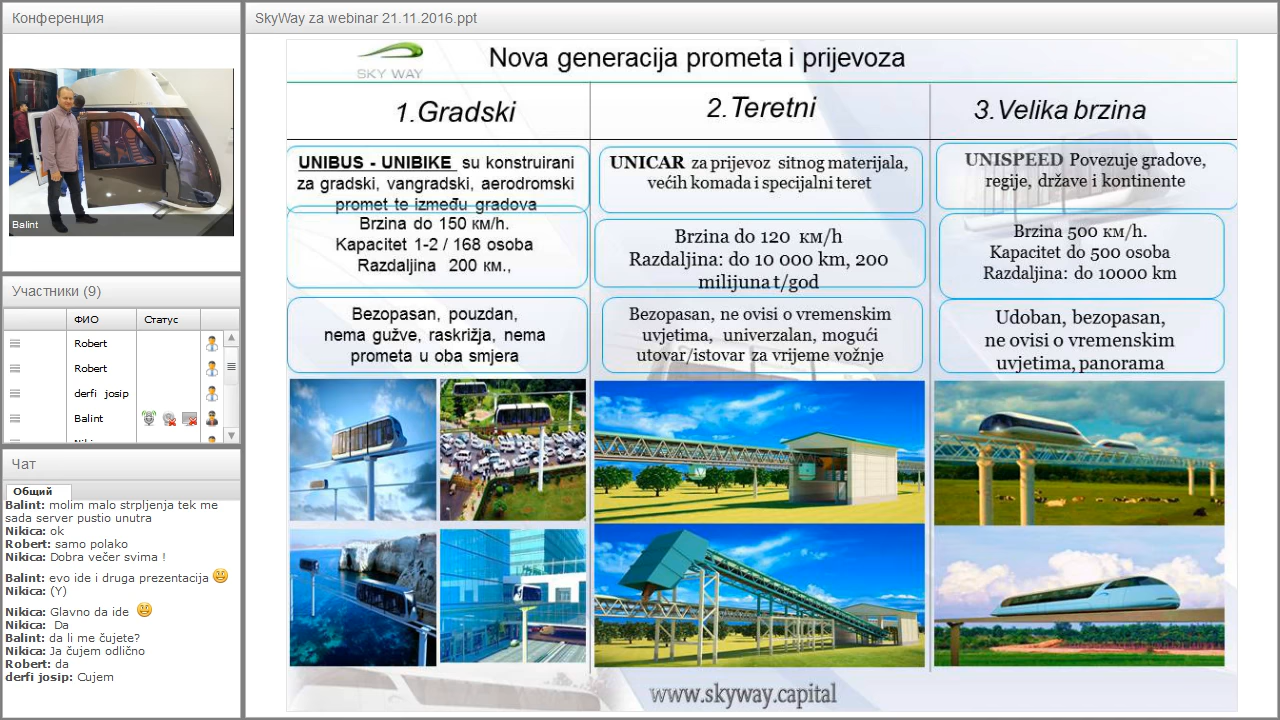 Конференция
Balint
Участники (9)
ФИО
Статус
Robert
Robert
derfi josip
Balint
Чат
Общий
Balint: molim malo strpljenja tek me
sada server pustio unutra
Nikica: ok
Robert: samo polako
Nikica: Dobra večer svima !
Balint: evo ide i druga prezentacija
Nikica: (Y)
Nikica: Glavno da ide
Nikica: Da
Balint: da li me čujete?
Nikica: Ja čujem odlično
Robert: da
derfi josip: Cujem
SkyWay za webinar 21.11.2016.ppt
SKY WAY
Nova generacija prometa i prijevoza
1.Gradski
2.Teretni
3.Velika brzina
UNIBUS - UNIBIKE su konstruirani
za gradski, vangradski, aerodromski
promet te između gradova
Brzina do 150 км/h.
Kapacitet 1-2 / 168 osoba
Razdaljina 200 км.,
Bezopasan, pouzdan,
nema gužve, raskrižja, nema
prometa u oba smjera
UNICAR za prijevoz sitnog materijala,
većih komada i specijalni teret
Brzina do 120 км/h
Razdaljina: do 10 000 km, 200
milijuna t/god
Bezopasan, ne ovisi o vremenskim
uvjetima, univerzalan, mogući
utovar/istovar za vrijeme vožnje
UNISPEED Povezuje gradove,
regije, države i kontinente
Brzina 500 км/h.
Kapacitet do 500 osoba
Razdaljina: do 10000 km
Udoban, bezopasan,
ne ovisi o vremenskim
uvjetima, panorama
www.skyway.capital